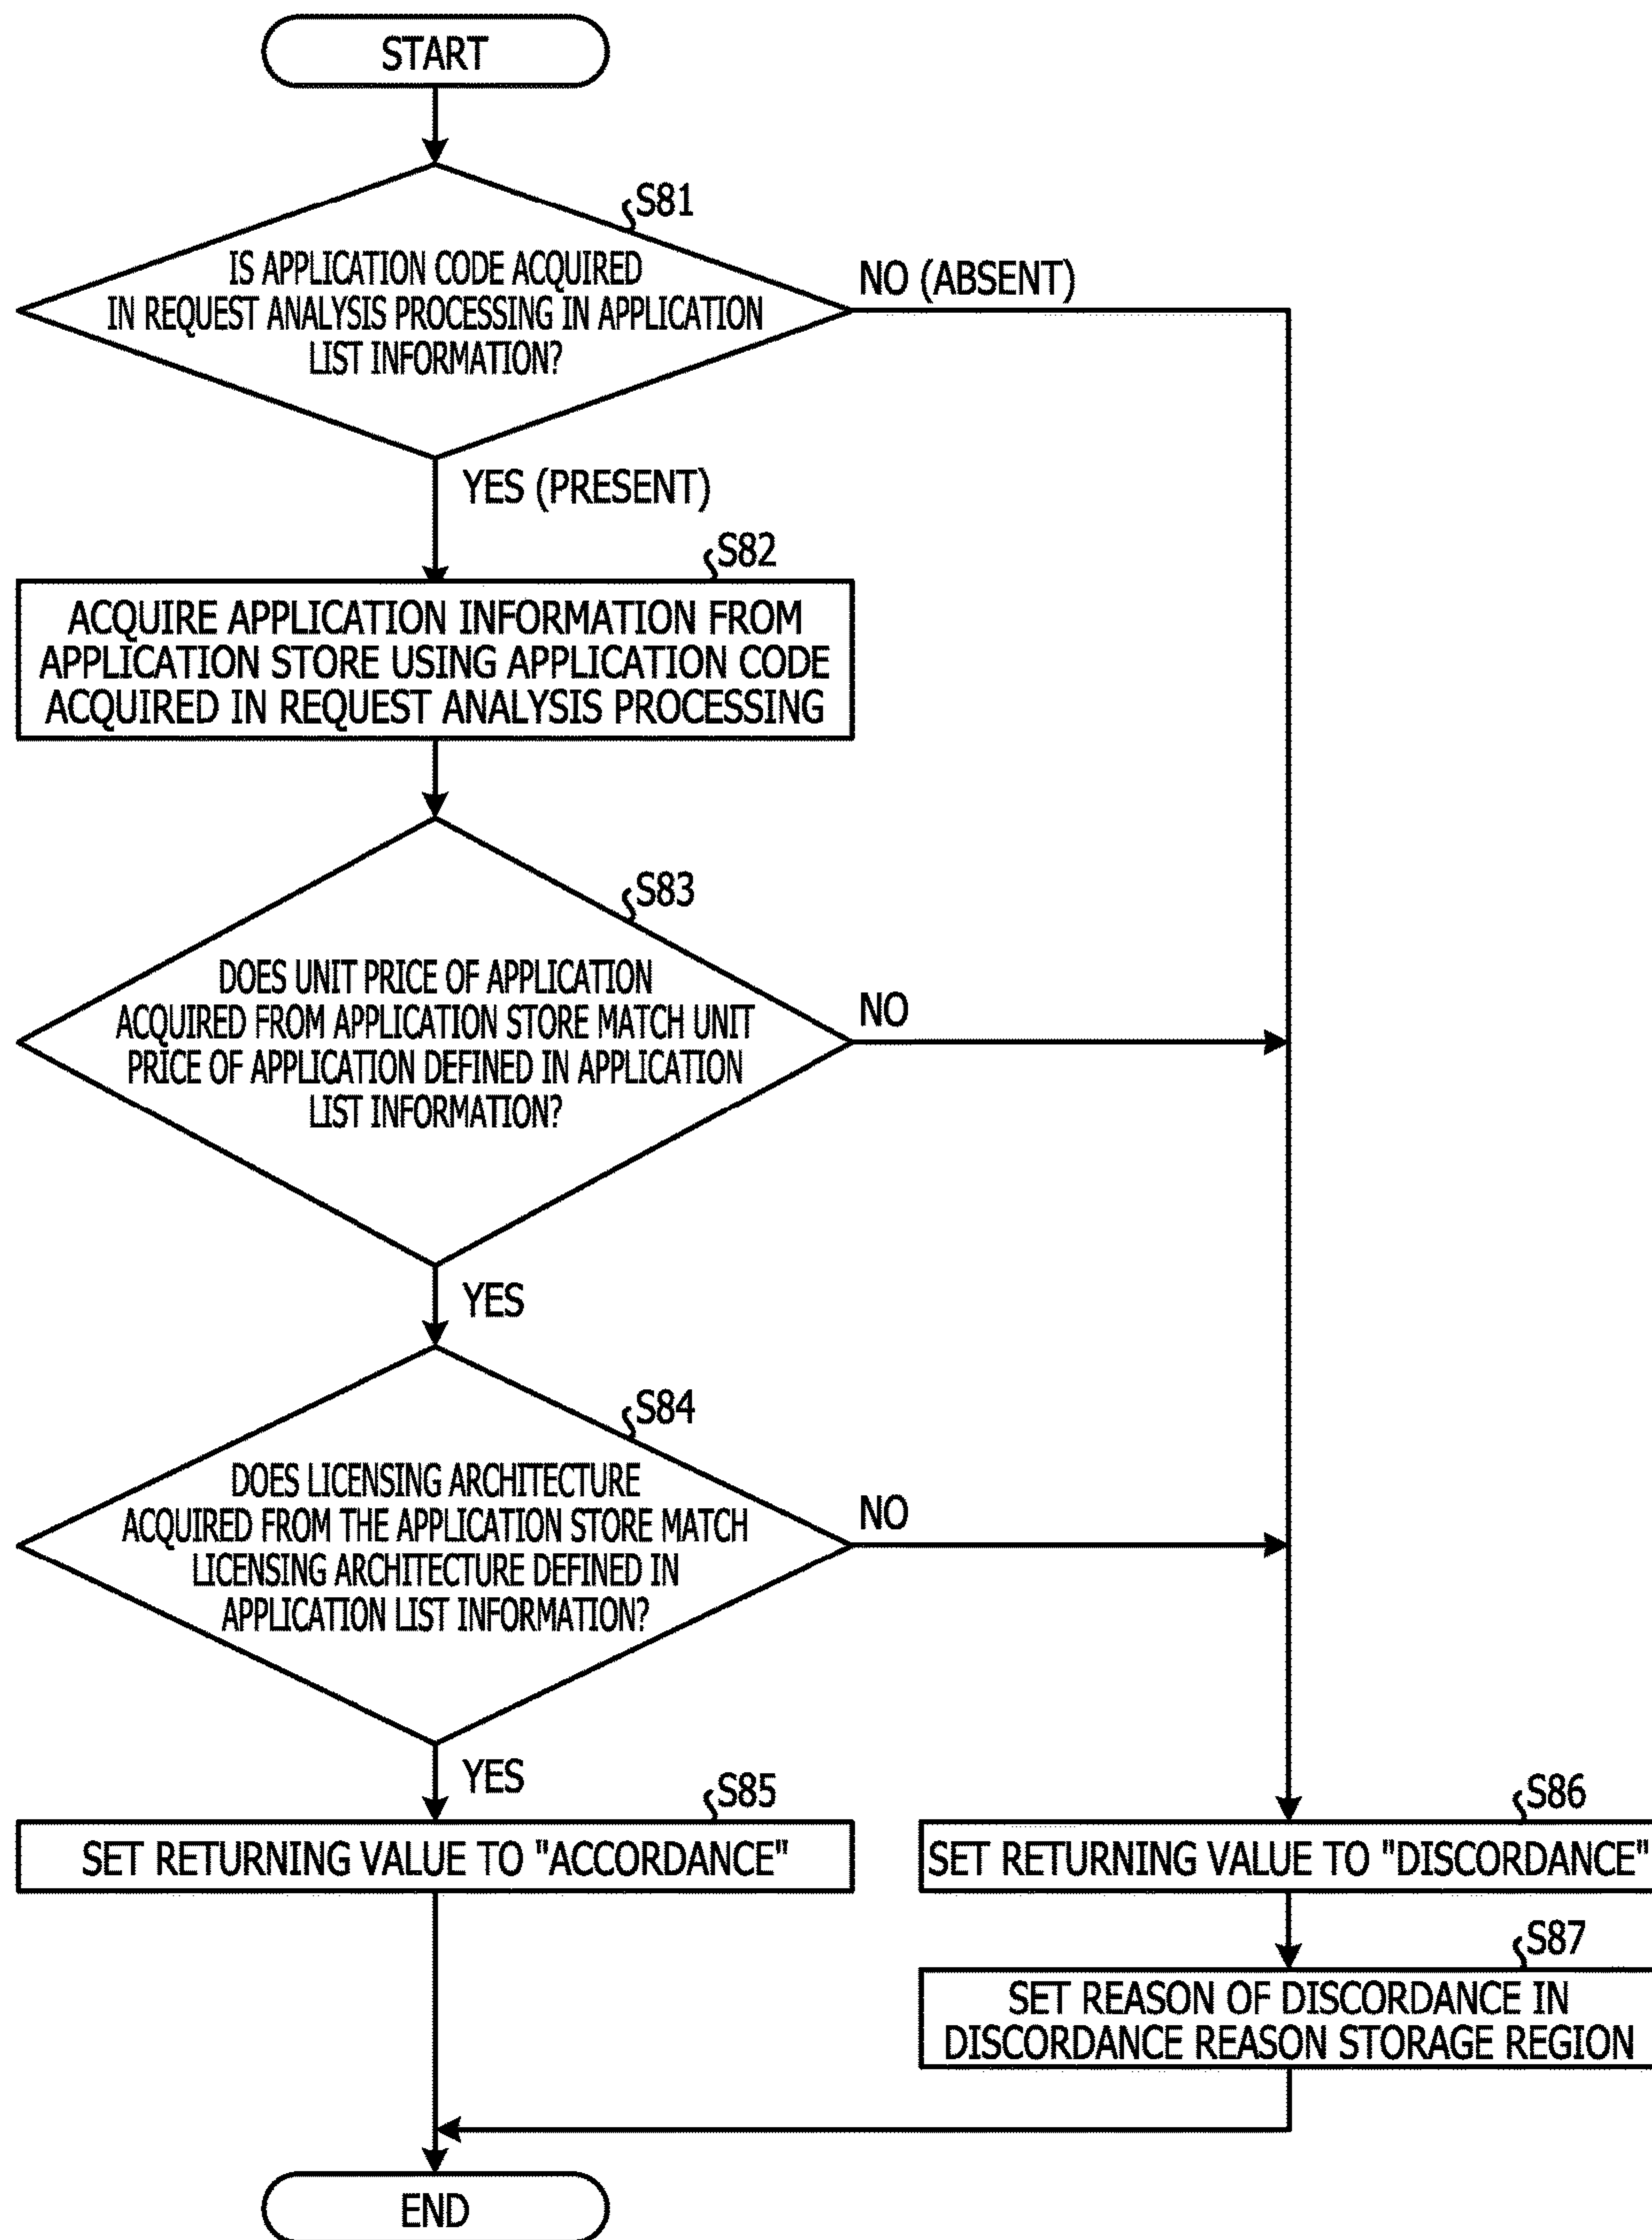 START
S81
IS APPLICATION CODE ACQUIRED
IN REQUEST ANALYSIS PROCESSING IN APPLICATION
LIST INFORMATION?
NO (ABSENT)
YES (PRESENT)
S82
ACQUIRE APPLICATION INFORMATION FROM
APPLICATION STORE USING APPLICATION CODE
ACQUIRED IN REQUEST ANALYSIS PROCESSING
S83
DOES UNIT PRICE OF APPLICATION
ACQUIRED FROM APPLICATION STORE MATCH UNIT
PRICE OF APPLICATION DEFINED IN APPLICATION
LIST INFORMATION?
NO
YES
S84
DOES LICENSING ARCHITECTURE
ACQUIRED FROM THE APPLICATION STORE MATCH
LICENSING ARCHITECTURE DEFINED IN
APPLICATION LIST INFORMATION?
NO
YES
S85
SET RETURNING VALUE TO "ACCORDANCE"
S86
SET RETURNING VALUE TO "DISCORDANCE"
S87
SET REASON OF DISCORDANCE IN
DISCORDANCE REASON STORAGE REGION
END